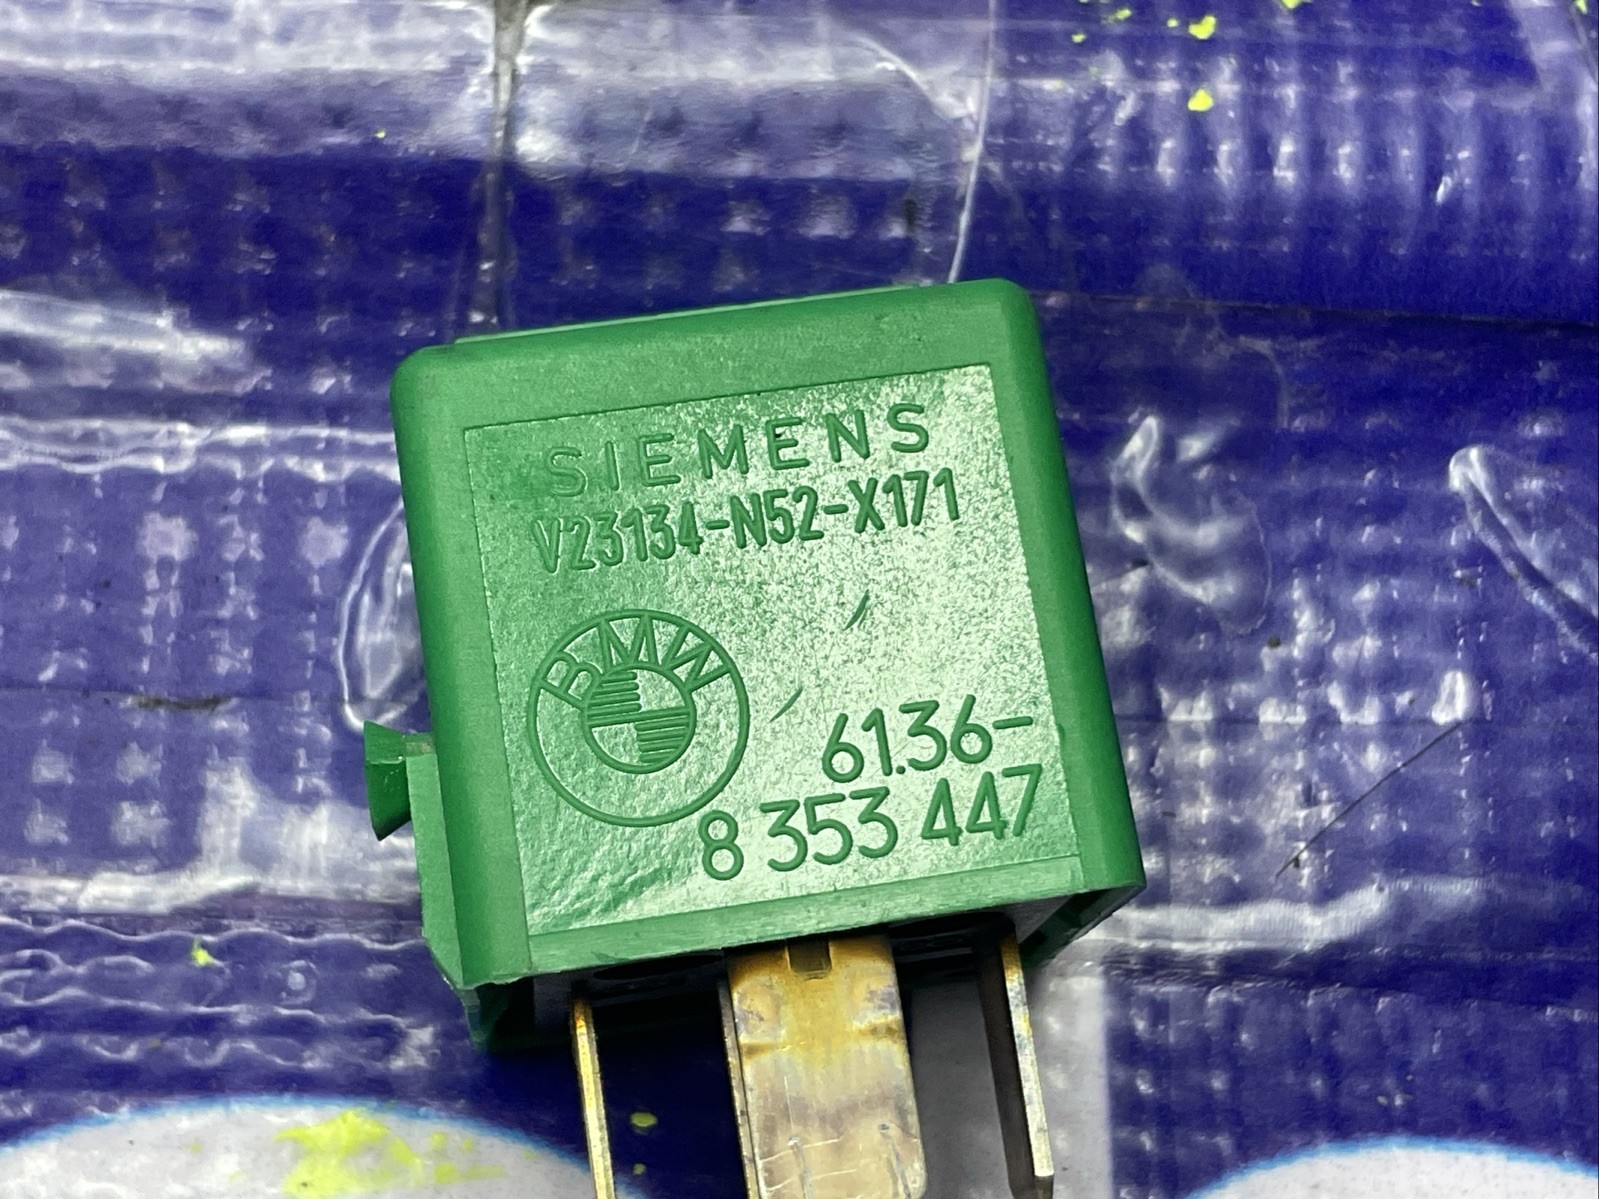 SIEMENS
V23134-N52-X171
BMW
61.36-
8 353 447